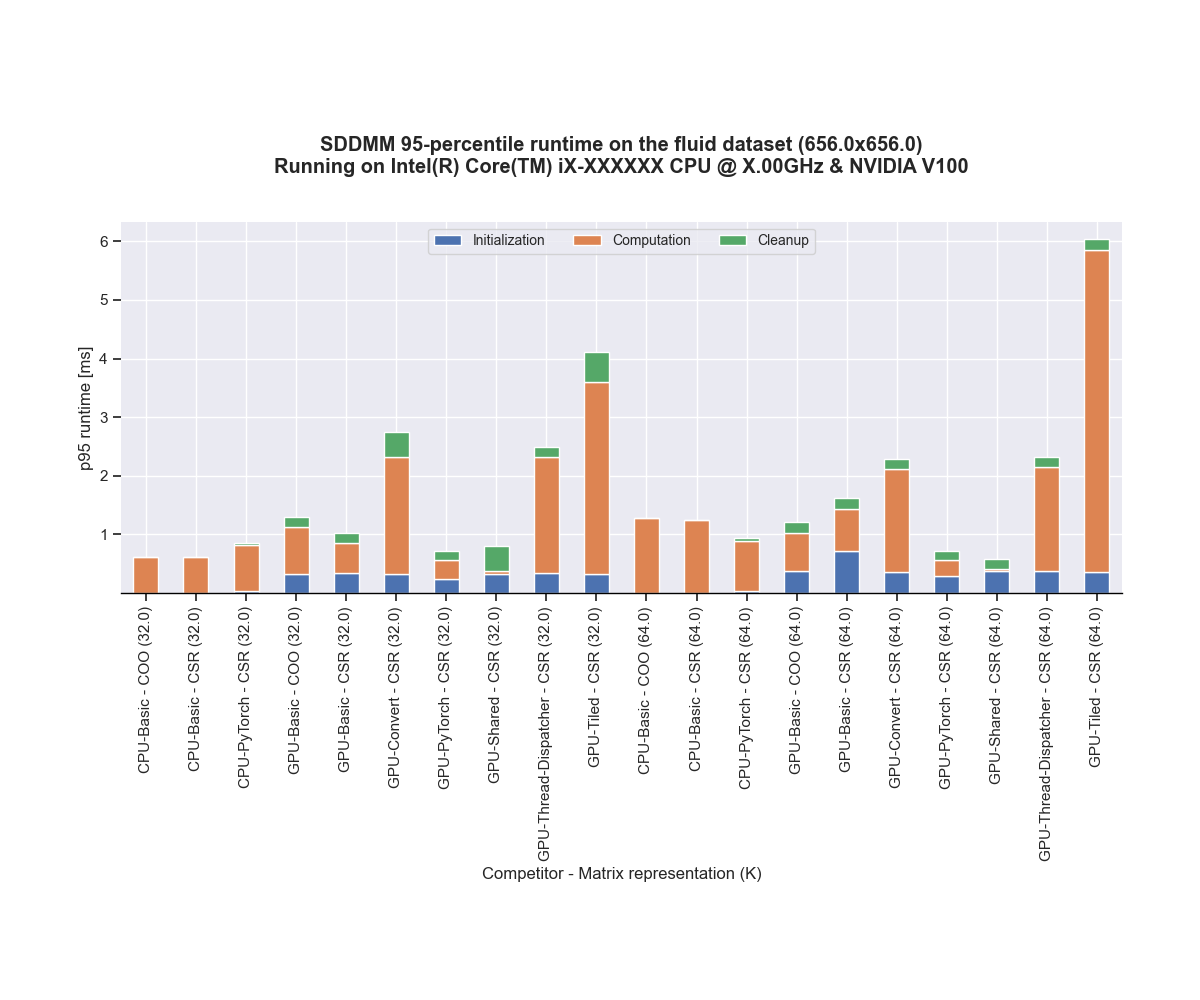 SDDMM 95-percentile runtime on the fluid dataset (656.0x656.0)
Running on Intel(R) Core(TM) iX-XXXXXX CPU @ X.00GHz & NVIDIA V100
Initialization
Computation
Cleanup
6
5
4
3
2
1
p95 runtime [ms]
CPU-Basic - COO (32.0)
CPU-Basic - CSR (32.0)
CPU-PyTorch - CSR (32.0)
GPU-Basic - COO (32.0)
GPU-Basic - CSR (32.0)
GPU-Convert - CSR (32.0)
GPU-PyTorch - CSR (32.0)
GPU-Shared - CSR (32.0)
GPU-Thread-Dispatcher - CSR (32.0)
GPU-Tiled - CSR (32.0)
CPU-Basic - COO (64.0)
CPU-Basic - CSR (64.0)
CPU-PyTorch - CSR (64.0)
GPU-Basic - COO (64.0)
GPU-Basic - CSR (64.0)
GPU-Convert - CSR (64.0)
GPU-PyTorch - CSR (64.0)
GPU-Shared - CSR (64.0)
GPU-Thread-Dispatcher - CSR (64.0)
GPU-Tiled - CSR (64.0)
Competitor - Matrix representation (K)